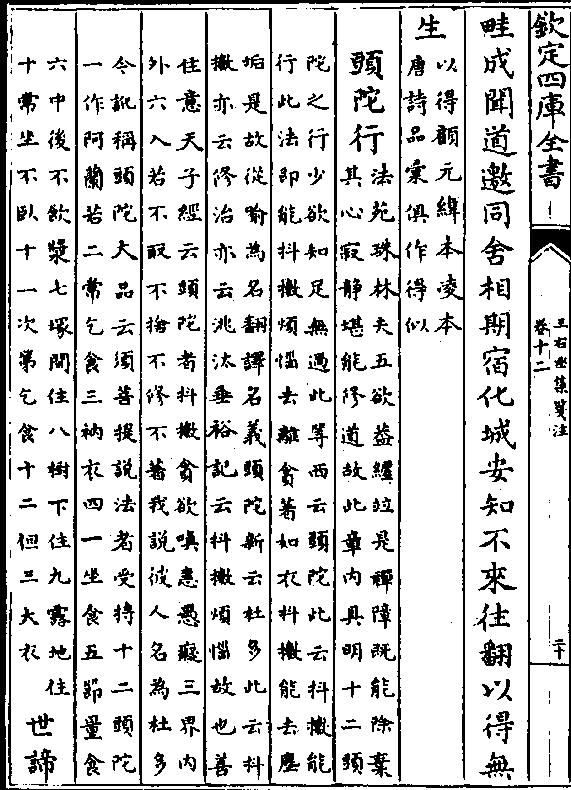 欽定四庫全書
王右丞集箋注
卷十二
二十
畦成聞道邀同舍相期宿化城安知不來往翻以得無
生
以得顧元緯本凌本
唐詩品彙俱作得似
頭陀行
法苑珠林夫五欲葢纏竝是禪障既能除棄
其心寂静堪能修道故此章内具明十二頭
陀之行少欲知足無過此等西云頭陀此云抖擻能
行此法即能抖擻煩惱去離貪著如衣抖擻能去塵
垢是故從喻為名翻譯名義頭陀新云杜多此云抖
擻亦云修治亦云洮汰垂裕記云抖擻煩惱故也善
住意天子經云頭陀者抖擻貪欲嗔恚愚癡三界内
外六入若不取不捨不修不著我說彼人名為杜多
今訛稱頭陀大品云須菩提說法者受持十二頭陀
一作阿蘭若二常乞食三衲衣四一坐食五節量食
六中後不飲漿七塚間住八樹下住九露地住
十常坐不卧十一次第乞食十二但三大衣
世諦